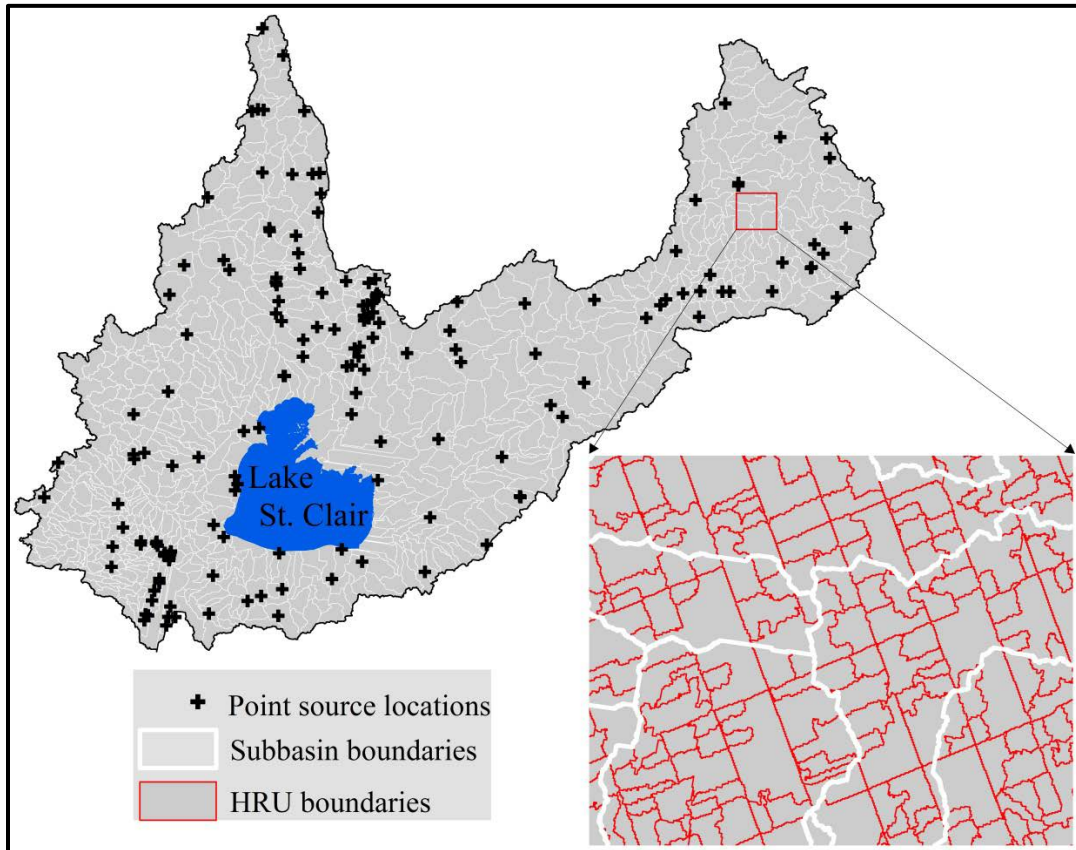 Lake
St. Clair
Point source locations
Subbasin boundaries
HRU boundaries